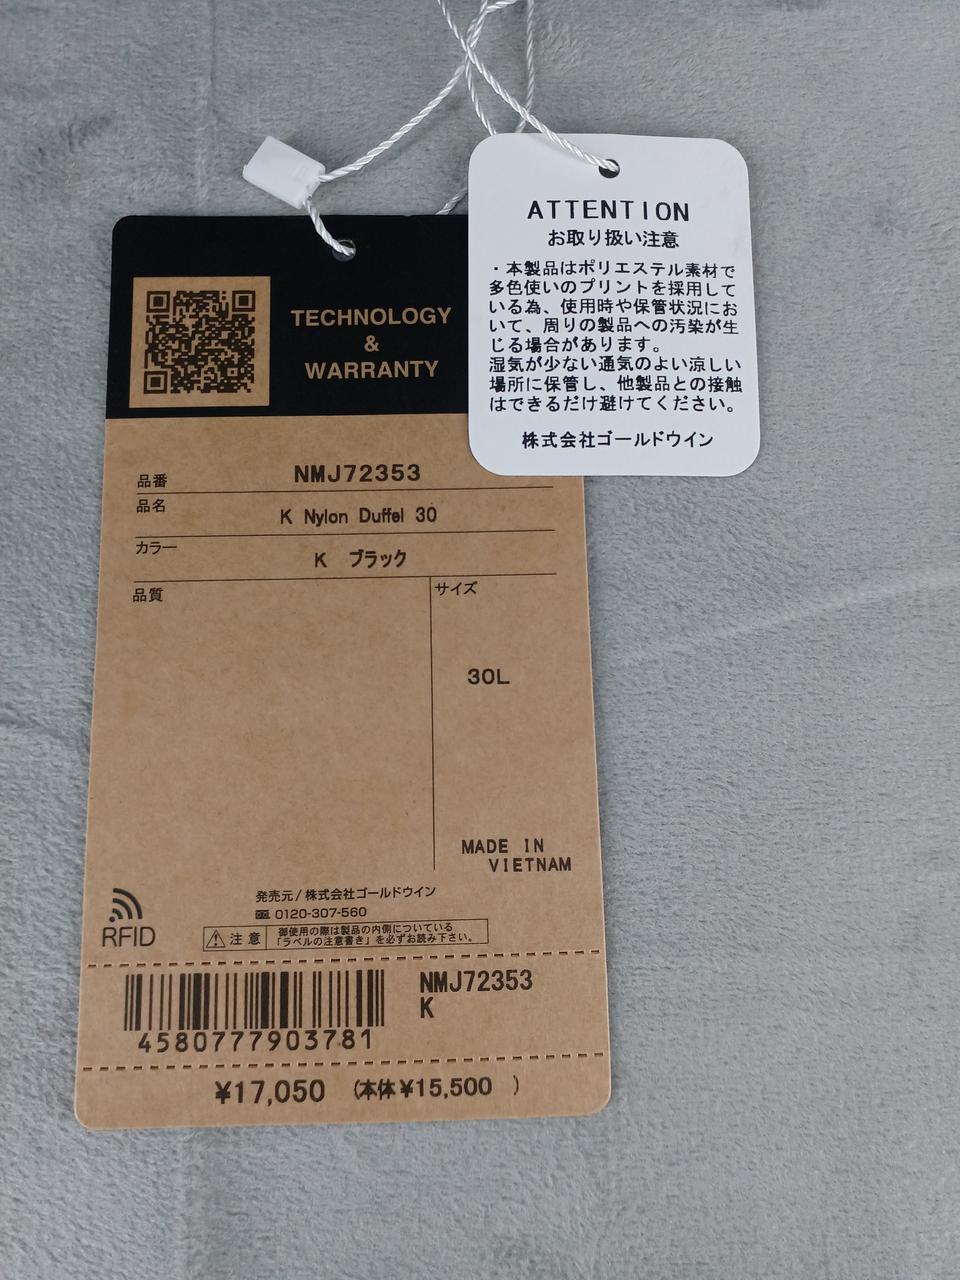 TECHNOLOGY
&
WARRANTY
ATTENTION
お取り扱い注意
・本製品はポリエステル素材で
多色使いのプリントを採用して
いる為、使用時や保管状況にお
いて、周りの製品への汚染が生
じる場合があります。
湿気が少ない通気のよい涼しい
場所に保管し、他製品との接触
はできるだけ避けてください。
株式会社ゴールドウイン
品番 NMJ72353
品名 K Nylon Duffel 30
カラー K ブラック
品質
サイズ
30L
MADE IN
VIETNAM
発売元/株式会社ゴールドウイン
0120-307-560
RFID
注意
御使用の際は製品の内側についている
「ラベルの注意書き」を必ずお読み下さい。
4580777903781
NMJ72353
K
¥17,050 (本体¥15,500 )